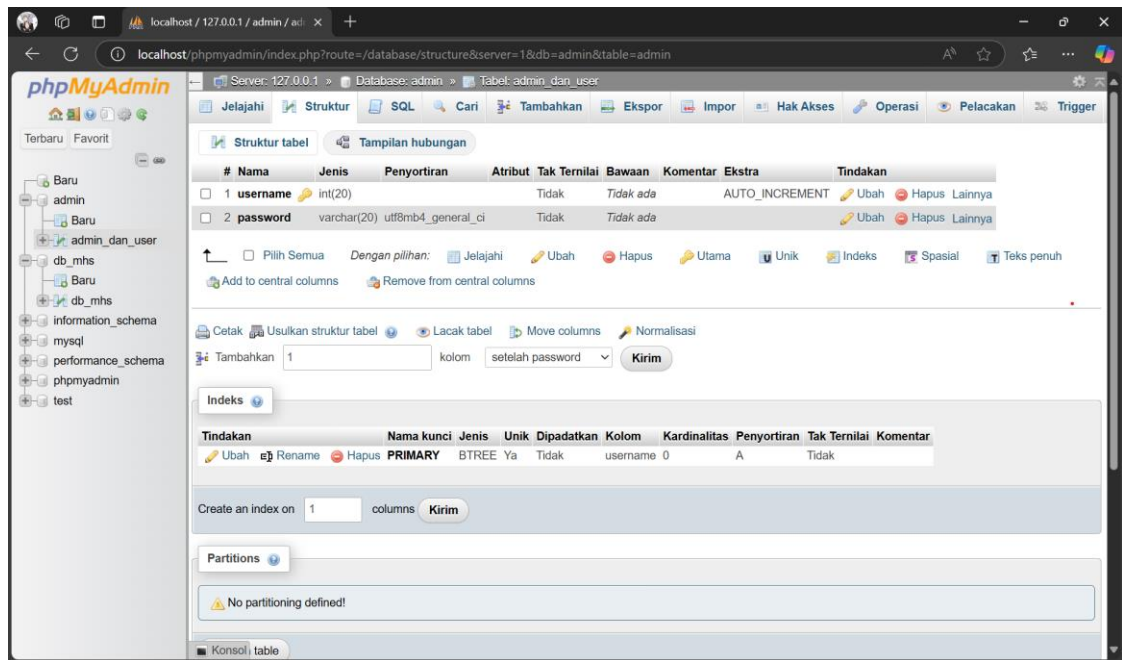 localhost / 127.0.0.1 / admin / adi
localhost/phpmyadmin/index.php?route=/database/structure&server=1&db=admin&table=admin
phpMyAdmin
Terbaru Favorit
Baru
admin
Baru
admin_dan_user
db_mhs
Baru
db_mhs
information_schema
mysql
performance_schema
phpmyadmin
test
Server: 127.0.0.1 » Database: admin » Tabel: admin_dan_user
Jelajahi Struktur SQL Cari Tambahkan Ekspor Impor Hak Akses Operasi Pelacakan Trigger
Struktur tabel Tampilan hubungan
# Nama Jenis Penyortiran Atribut Tak Ternilai Bawaan Komentar Ekstra Tindakan
1 username int(20) Tidak Tidak ada AUTO_INCREMENT Ubah Hapus Lainnya
2 password varchar(20) utf8mb4_general_ci Tidak Tidak ada Ubah Hapus Lainnya
Pilih Semua Dengan pilihan: Jelajahi Ubah Hapus Utama Unik Indeks Spasial Teks penuh
Add to central columns Remove from central columns
Cetak Usulkan struktur tabel Lacak tabel Move columns Normalisasi
Tambahkan 1 kolom setelah password Kirim
Indeks
Tindakan Nama kunci Jenis Unik Dipadatkan Kolom Kardinalitas Penyortiran Tak Ternilai Komentar
Ubah Rename Hapus PRIMARY BTREE Ya Tidak username 0 A Tidak
Create an index on 1 columns Kirim
Partitions
No partitioning defined!
Konsol table